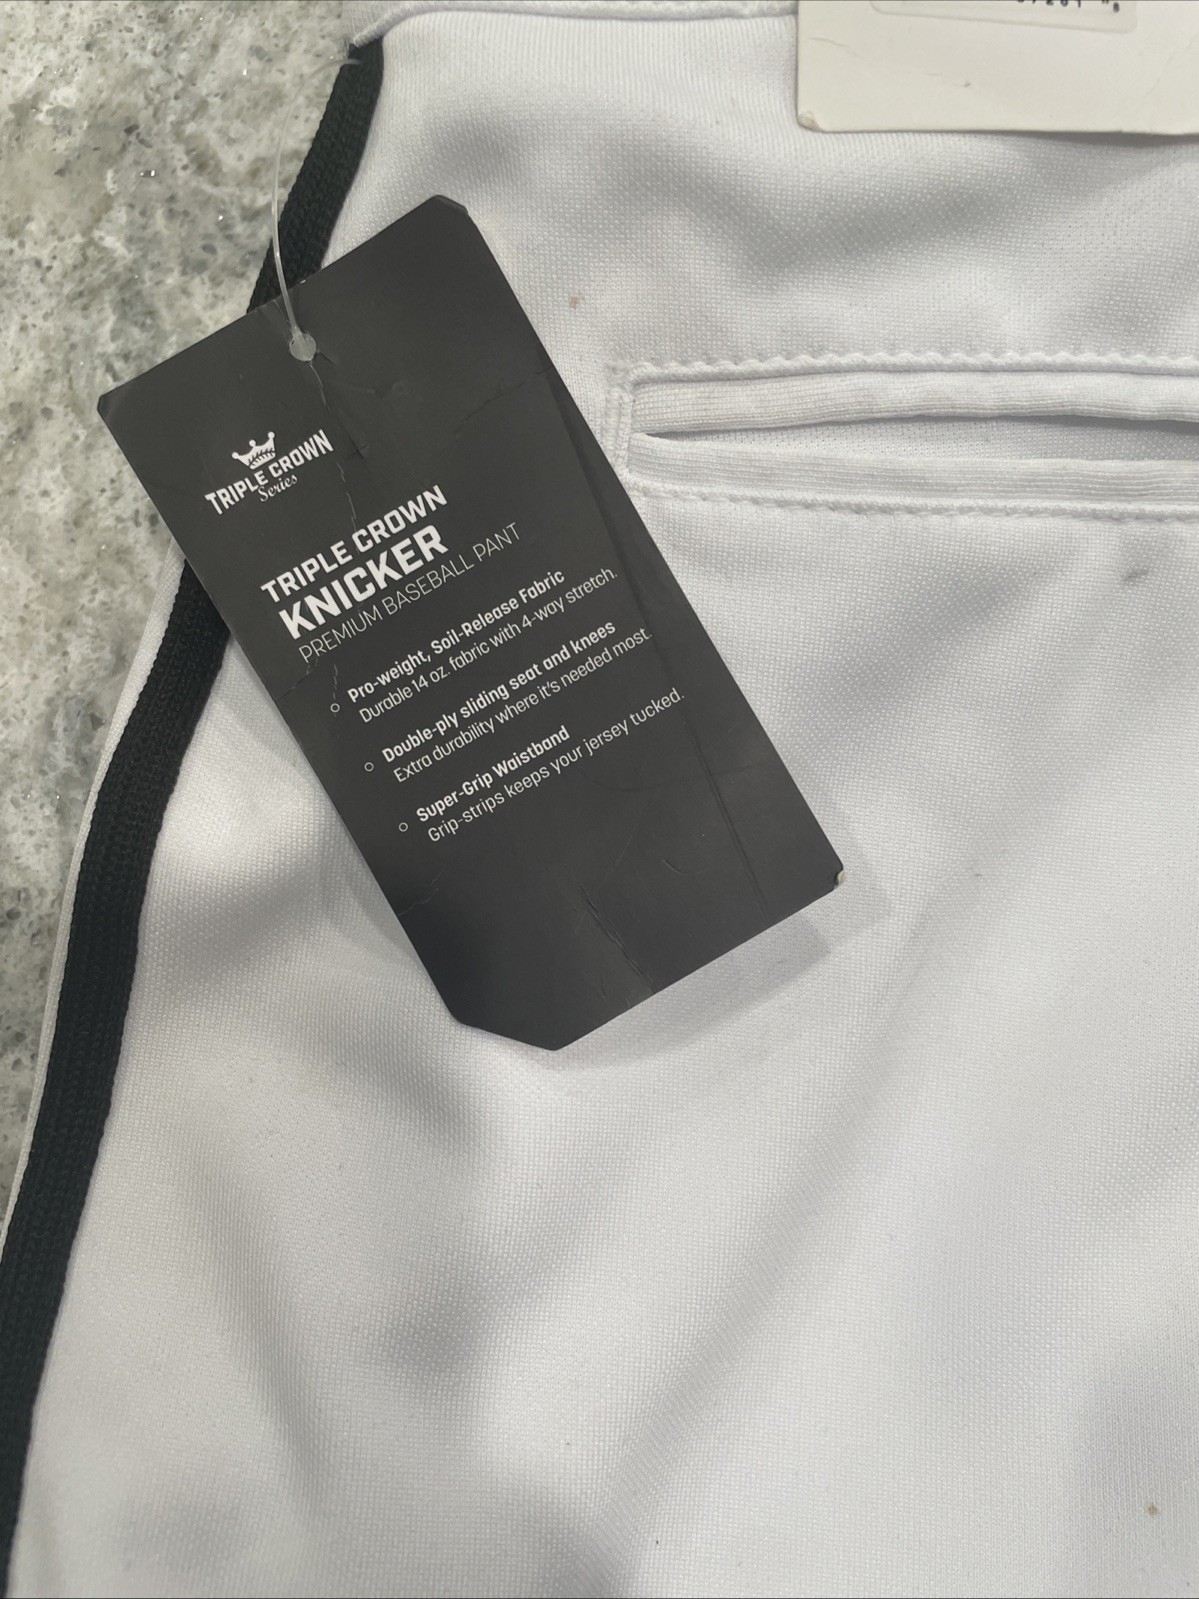 TRIPLE CROWN
Series
TRIPLE CROWN
KNICKER
PREMIUM BASEBALL PANT
Pro-weight, Soil-Release Fabric
Durable 14 oz. fabric with 4-way stretch.
Double-ply sliding seat and knees
Extra durability where it's needed most.
Super-Grip Waistband
Grip-strips keeps your jersey tucked.